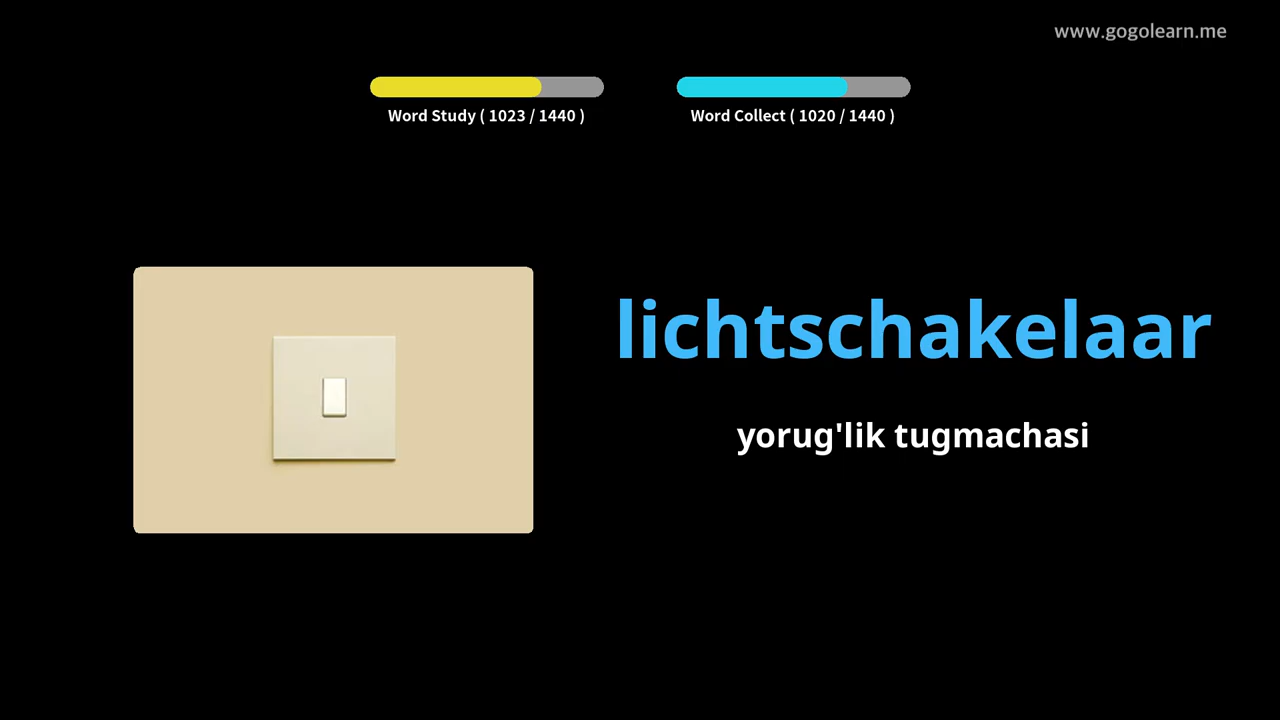 www.gogolearn.me
Word Study ( 1023 / 1440 )
Word Collect ( 1020 / 1440 )
lichtschakelaar
yorug'lik tugmachasi